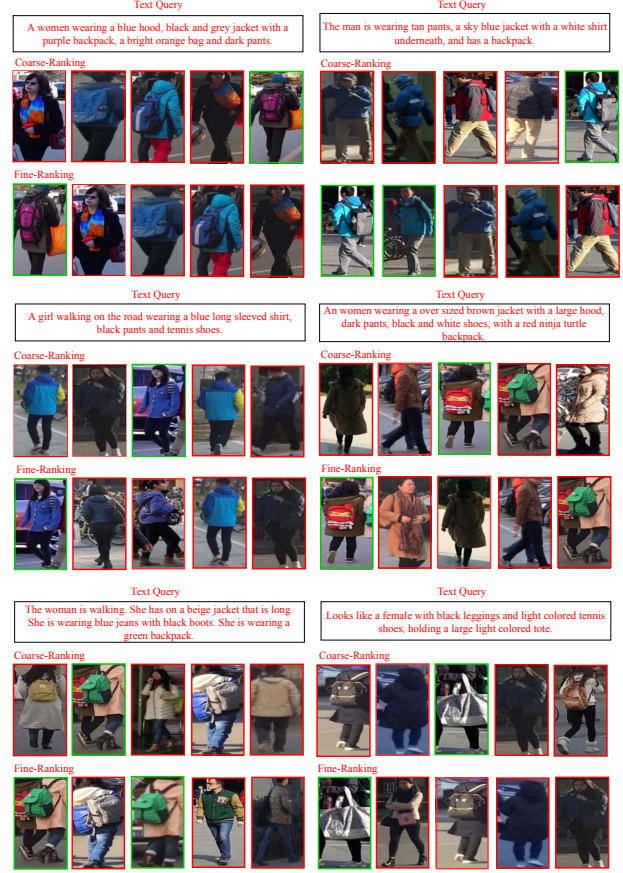 Text Query
A women wearing a blue hood, black and grey jacket with a
purple backpack, a bright orange bag and dark pants.
Coarse-Ranking
Fine-Ranking
Text Query
The man is wearing tan pants, a sky blue jacket with a white shirt
underneath, and has a backpack.
Text Query
A girl walking on the road wearing a blue long sleeved shirt,
black pants and tennis shoes.
Coarse-Ranking
Fine-Ranking
Text Query
An women wearing a over sized brown jacket with a large hood,
dark pants, black and white shoes, with a red ninja turtle
backpack.
Coarse-Ranking
Fine-Ranking
Text Query
The woman is walking. She has on a beige jacket that is long.
She is wearing blue jeans with black boots. She is wearing a
green backpack.
Coarse-Ranking
Fine-Ranking
Text Query
Looks like a female with black leggings and light colored tennis
shoes, holding a large light colored tote.
Coarse-Ranking
Fine-Ranking